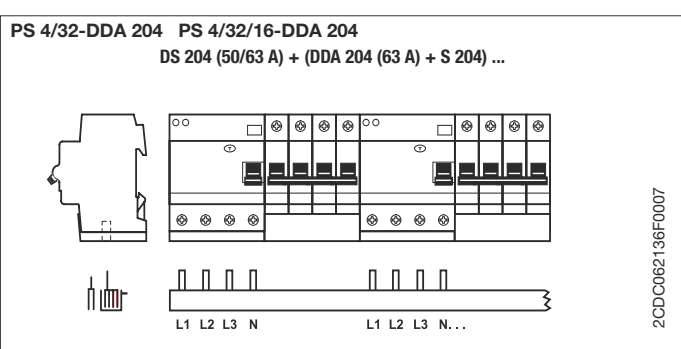 PS 4/32-DDA 204 PS 4/32/16-DDA 204
DS 204 (50/63 A) + (DDA 204 (63 A) + S 204) ...
T
T
L1 L2 L3 N L1 L2 L3 N...
2CDC062136F0007